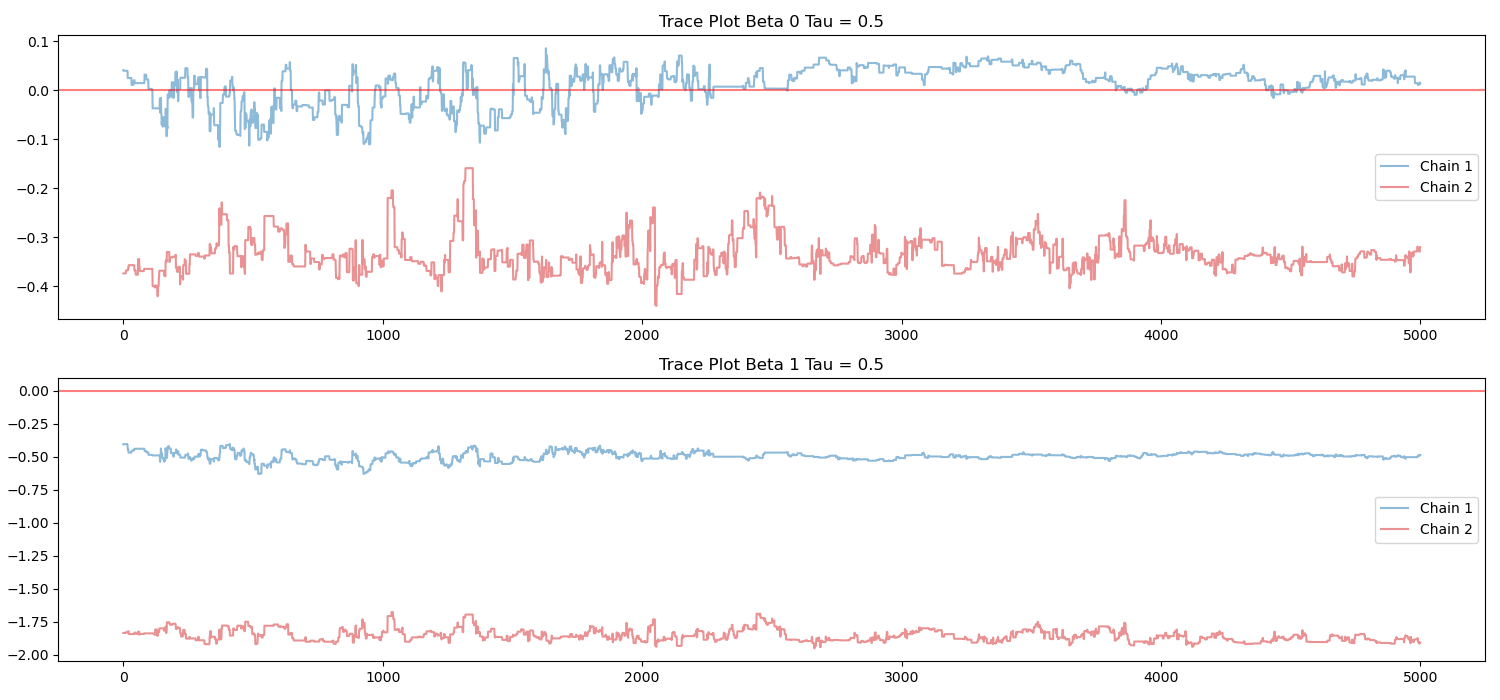 Trace Plot Beta 0 Tau = 0.5
0.1
0.0
−0.1
−0.2
−0.3
−0.4
Chain 1
Chain 2
0 1000 2000 3000 4000 5000
Trace Plot Beta 1 Tau = 0.5
0.00
−0.25
−0.50
−0.75
−1.00
−1.25
−1.50
−1.75
−2.00
Chain 1
Chain 2
0 1000 2000 3000 4000 5000